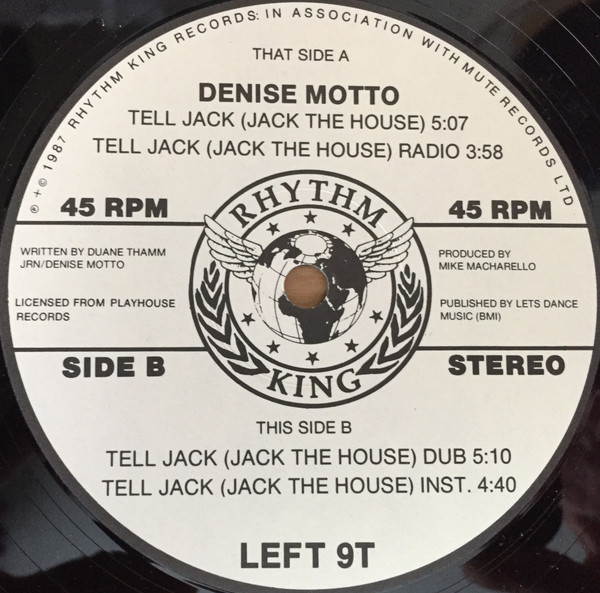 ℗ + © 1987 RHYTHM KING RECORDS: IN ASSOCIATION WITH MUTE RECORDS LTD
THAT SIDE A
DENISE MOTTO
TELL JACK (JACK THE HOUSE) 5:07
TELL JACK (JACK THE HOUSE) RADIO 3:58
45 RPM
45 RPM
RHYTHM
WRITTEN BY DUANE THAMM
JRN/DENISE MOTTO
PRODUCED BY
MIKE MACHARELLO
LICENSED FROM PLAYHOUSE
RECORDS
PUBLISHED BY LETS DANCE
MUSIC (BMI)
KING
SIDE B
STEREO
THIS SIDE B
TELL JACK (JACK THE HOUSE) DUB 5:10
TELL JACK (JACK THE HOUSE) INST. 4:40
LEFT 9T